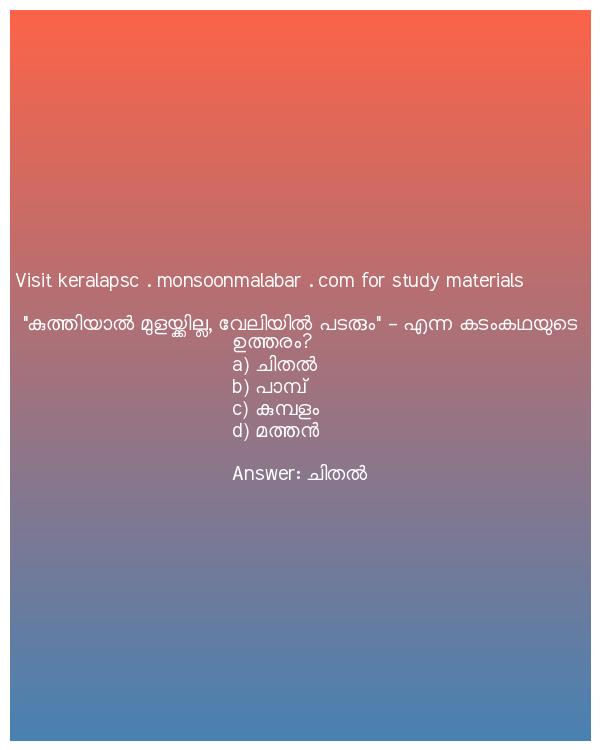 Visit keralapsc . monsoonmalabar . com for study materials
"കുത്തിയാൽ മുളയ്ക്കില്ല, വേലിയിൽ പടരും" – എന്ന കടംകഥയുടെ
ഉത്തരം?
a) ചിതൽ
b) പാമ്പ്
c) കുമ്പളം
d) മത്തൻ
Answer: ചിതൽ